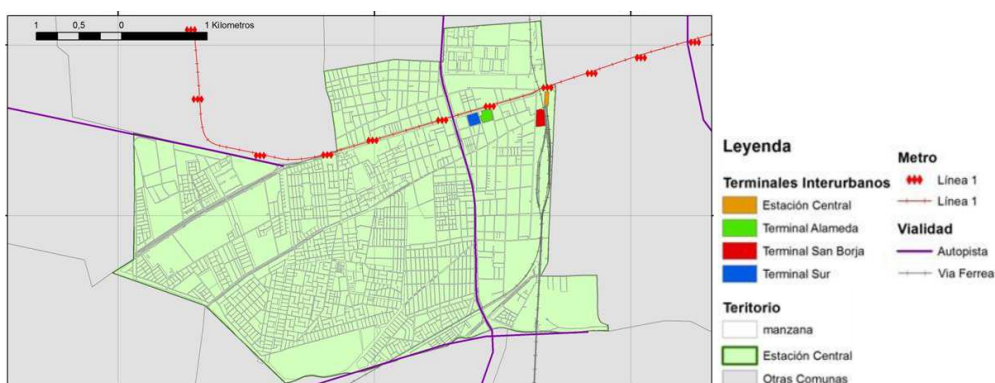 1 0,5 0 1 Kilometros
Leyenda
Terminales Interurbanos
Estación Central
Terminal Alameda
Terminal San Borja
Terminal Sur
Teritorio
manzana
Estación Central
Otras Comunas
Metro
Línea 1
Línea 1
Vialidad
Autopista
Via Ferrea